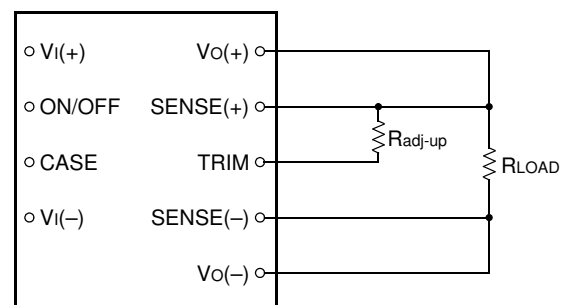 VI(+) VO(+)
ON/OFF SENSE(+)
Radj-up
CASE TRIM RLOAD
VI(–) SENSE(–)
VO(–)